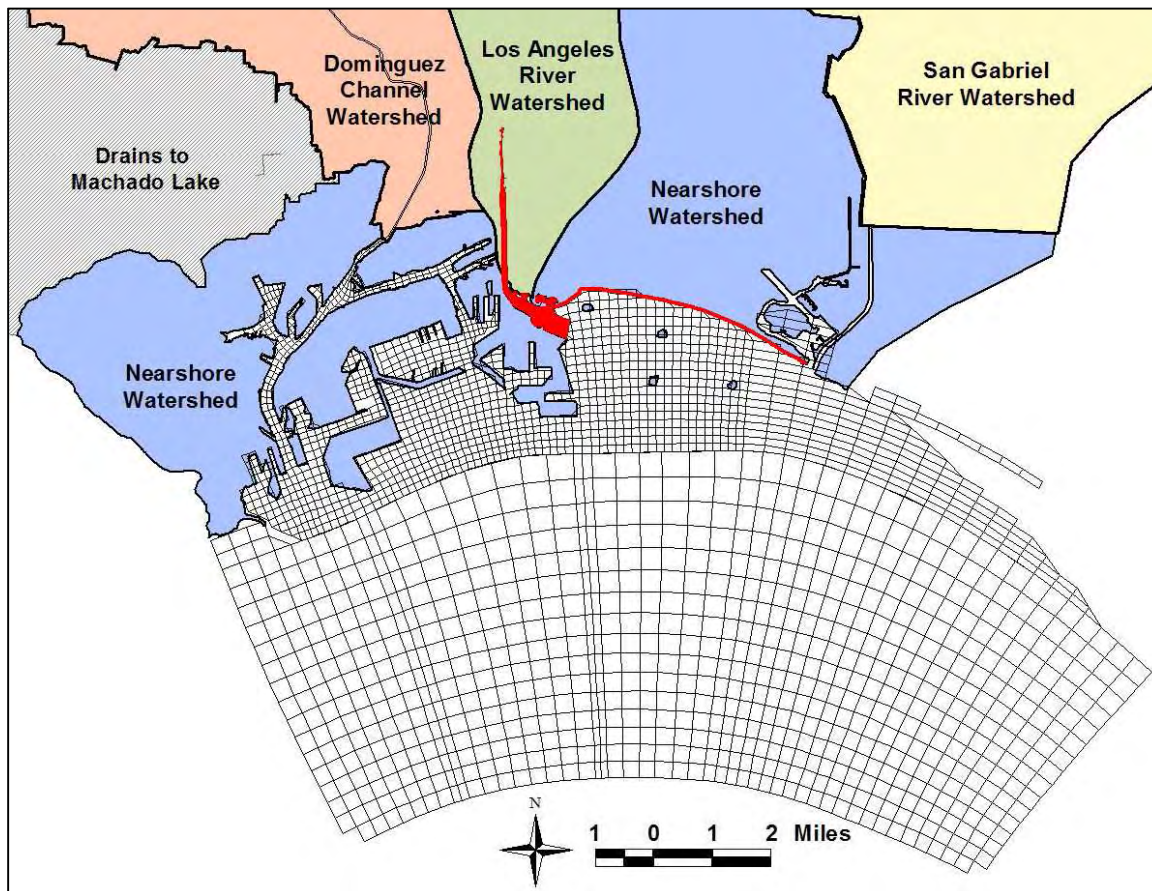 Los Angeles
River
Watershed
Dominguez
Channel
Watershed
San Gabriel
River Watershed
Drains to
Machado Lake
Nearshore
Watershed
Nearshore
Watershed
N
1 0 1 2 Miles